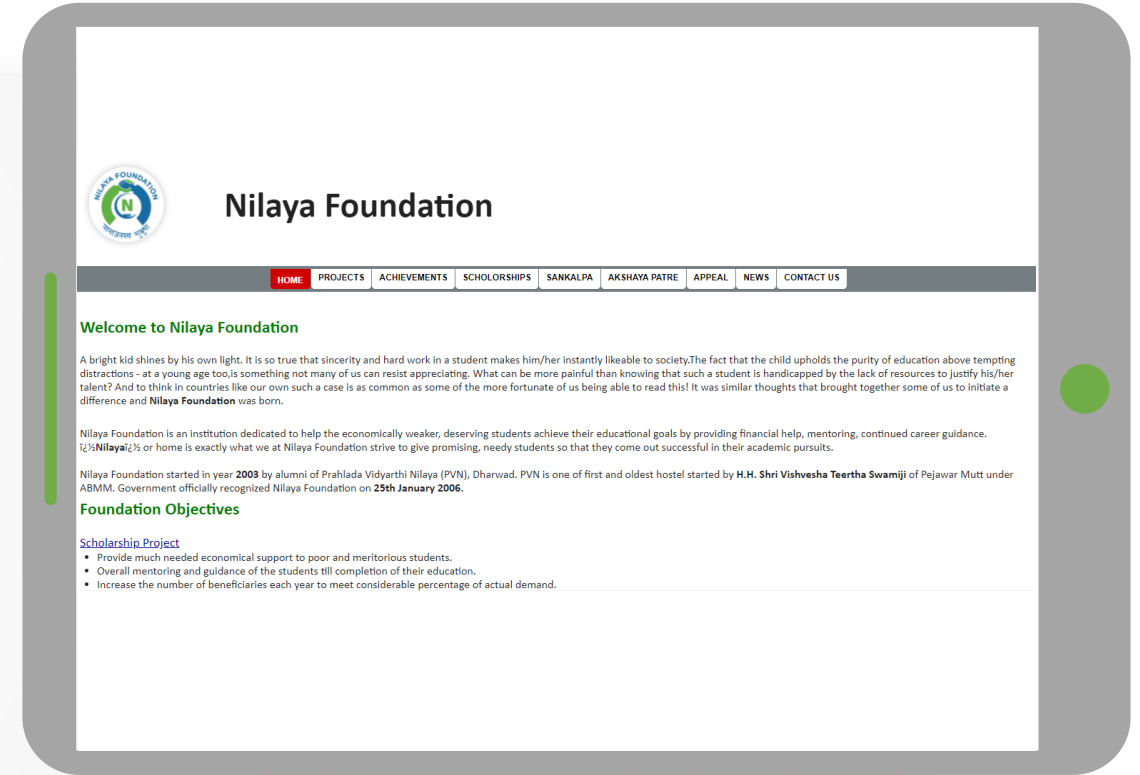 NILAYA FOUNDATION
N
Nilaya Foundation
HOME PROJECTS ACHIEVEMENTS SCHOLORSHIPS SANKALPA AKSHAYA PATRE APPEAL NEWS CONTACT US
Welcome to Nilaya Foundation
A bright kid shines by his own light. It is so true that sincerity and hard work in a student makes him/her instantly likeable to society.The fact that the child upholds the purity of education above tempting
distractions - at a young age too,is something not many of us can resist appreciating. What can be more painful than knowing that such a student is handicapped by the lack of resources to justify his/her
talent? And to think in countries like our own such a case is as common as some of the more fortunate of us being able to read this! It was similar thoughts that brought together some of us to initiate a
difference and Nilaya Foundation was born.
Nilaya Foundation is an institution dedicated to help the economically weaker, deserving students achieve their educational goals by providing financial help, mentoring, continued career guidance.
ï¿½Nilayaï¿½ or home is exactly what we at Nilaya Foundation strive to give promising, needy students so that they come out successful in their academic pursuits.
Nilaya Foundation started in year 2003 by alumni of Prahlada Vidyarthi Nilaya (PVN), Dharwad. PVN is one of first and oldest hostel started by H.H. Shri Vishvesha Teertha Swamiji of Pejawar Mutt under
ABMM. Government officially recognized Nilaya Foundation on 25th January 2006.
Foundation Objectives
Scholarship Project
• Provide much needed economical support to poor and meritorious students.
• Overall mentoring and guidance of the students till completion of their education.
• Increase the number of beneficiaries each year to meet considerable percentage of actual demand.